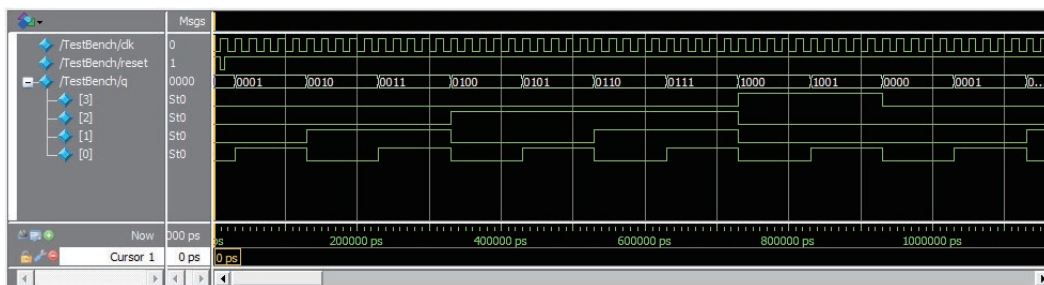 Msgs
/TestBench/clk 0
/TestBench/reset 1
/TestBench/q 0000 0001 0010 0011 0100 0101 0110 0111 1000 1001 0000 0001 0...
[3] St0
[2] St0
[1] St0
[0] St0
Now 000 ps ps 200000 ps 400000 ps 600000 ps 800000 ps 1000000 ps
Cursor 1 0 ps 0 ps